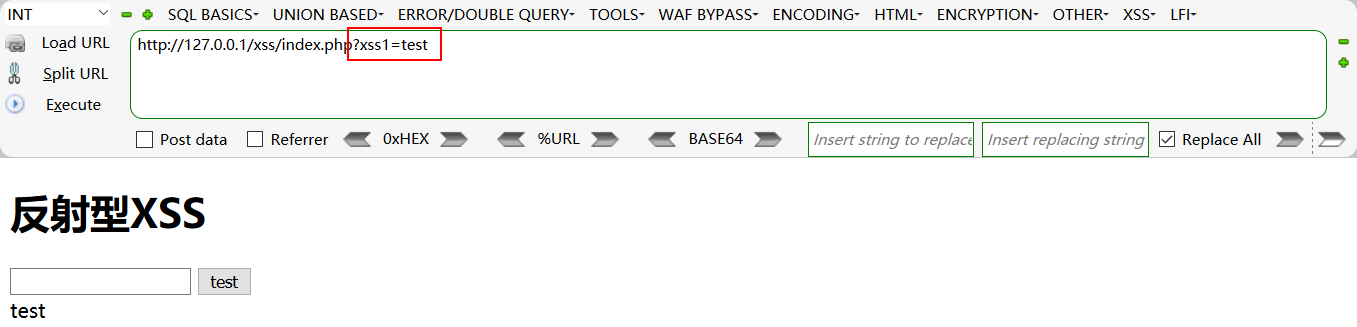 INT SQL BASICS UNION BASED ERROR/DOUBLE QUERY TOOLS WAF BYPASS ENCODING HTML ENCRYPTION OTHER XSS LFI
Load URL http://127.0.0.1/xss/index.php?xss1=test
Split URL
Execute
Post data Referrer 0xHEX %URL BASE64 Insert string to replace Insert replacing string Replace All
反射型XSS
test
test